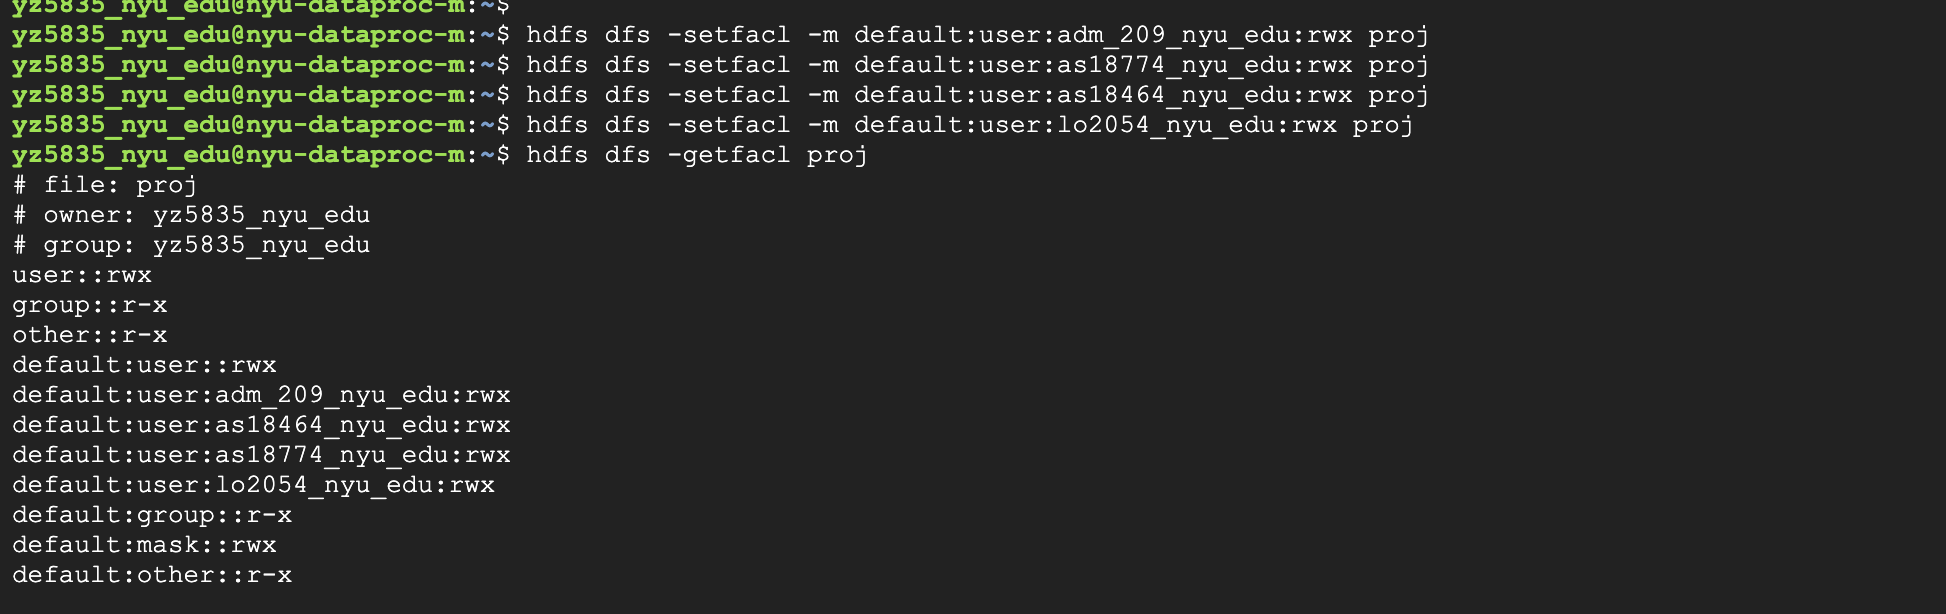 yz5835_nyu_edu@nyu-dataproc-m:~$
yz5835_nyu_edu@nyu-dataproc-m:~$ hdfs dfs -setfacl -m default:user:adm_209_nyu_edu:rwx proj
yz5835_nyu_edu@nyu-dataproc-m:~$ hdfs dfs -setfacl -m default:user:as18774_nyu_edu:rwx proj
yz5835_nyu_edu@nyu-dataproc-m:~$ hdfs dfs -setfacl -m default:user:as18464_nyu_edu:rwx proj
yz5835_nyu_edu@nyu-dataproc-m:~$ hdfs dfs -setfacl -m default:user:lo2054_nyu_edu:rwx proj
yz5835_nyu_edu@nyu-dataproc-m:~$ hdfs dfs -getfacl proj
# file: proj
# owner: yz5835_nyu_edu
# group: yz5835_nyu_edu
user::rwx
group::r-x
other::r-x
default:user::rwx
default:user:adm_209_nyu_edu:rwx
default:user:as18464_nyu_edu:rwx
default:user:as18774_nyu_edu:rwx
default:user:lo2054_nyu_edu:rwx
default:group::r-x
default:mask::rwx
default:other::r-x